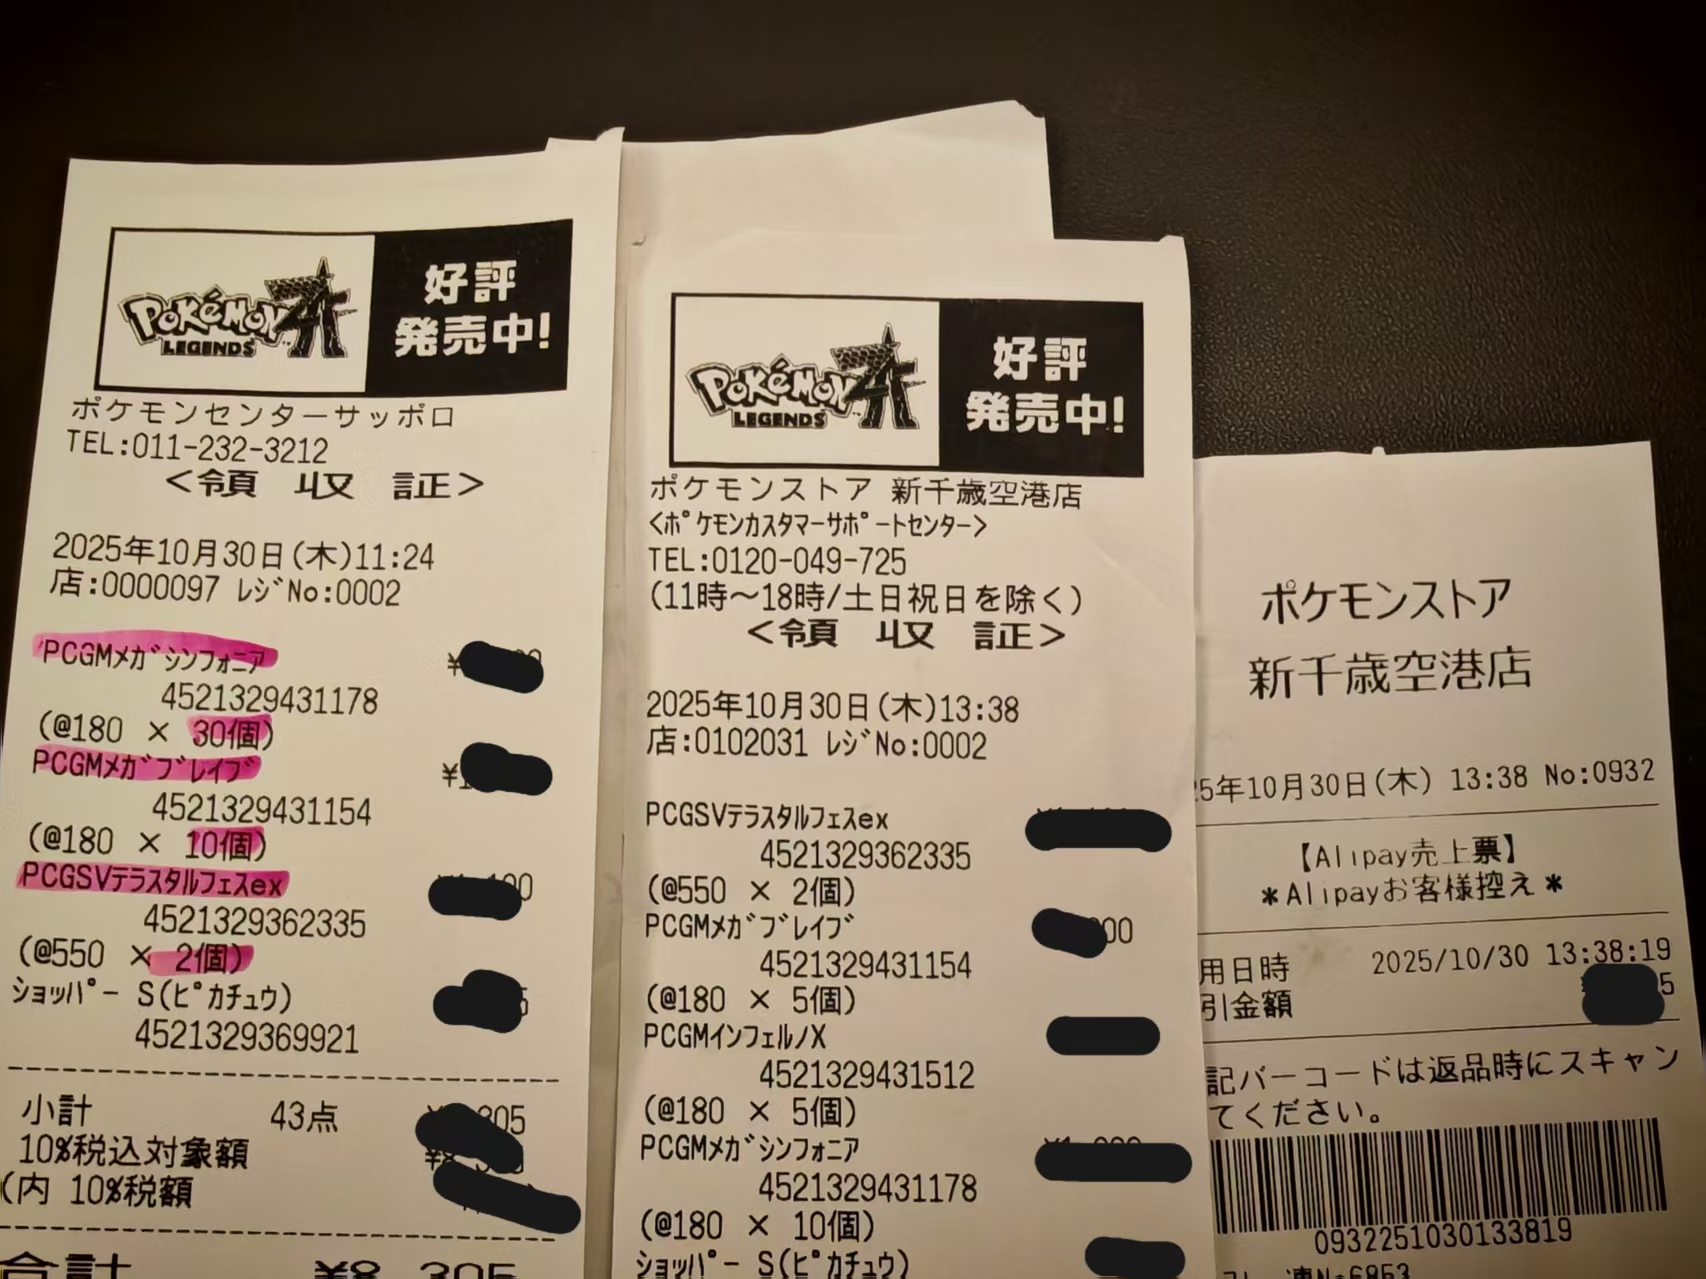 Pokémon LEGENDS ZA
好評
発売中!
ポケモンセンターサッポロ
TEL:011-232-3212
<領 収 証>
2025年10月30日(木)11:24
店:0000097 レジNo:0002
PCGMメガシンフォニア ¥
4521329431178
(@180 × 30個)
PCGMメガブレイブ ¥
4521329431154
(@180 × 10個)
PCGSVテラスタルフェスex
4521329362335
(@550 × 2個)
ショッパー S(ピカチュウ)
4521329369921
小計 43点
10%税込対象額
(内 10%税額
合計 ¥8,305
Pokémon LEGENDS ZA
好評
発売中!
ポケモンストア 新千歳空港店
<ポケモンカスタマーサポートセンター>
TEL:0120-049-725
(11時～18時/土日祝日を除く)
<領 収 証>
2025年10月30日(木)13:38
店:0102031 レジNo:0002
PCGSVテラスタルフェスex
4521329362335
(@550 × 2個)
PCGMメガブレイブ
4521329431154
(@180 × 5個)
PCGMインフェルノX
4521329431512
(@180 × 5個)
PCGMメガシンフォニア
4521329431178
(@180 × 10個)
ショッパー S(ピカチュウ)
ポケモンストア
新千歳空港店
25年10月30日(木) 13:38 No:0932
【Alipay売上票】
*Alipayお客様控え*
用日時 2025/10/30 13:38:19
引金額
記バーコードは返品時にスキャン
てください。
0932251030133819